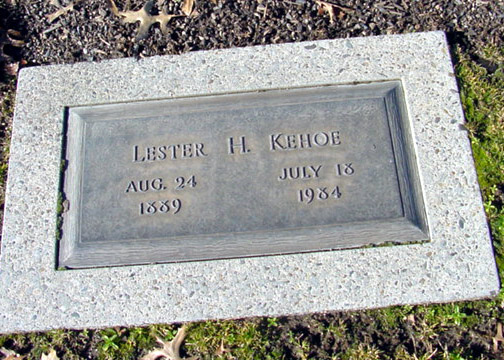 LESTER H. KEHOE
AUG. 24 JULY 18
1889 1984